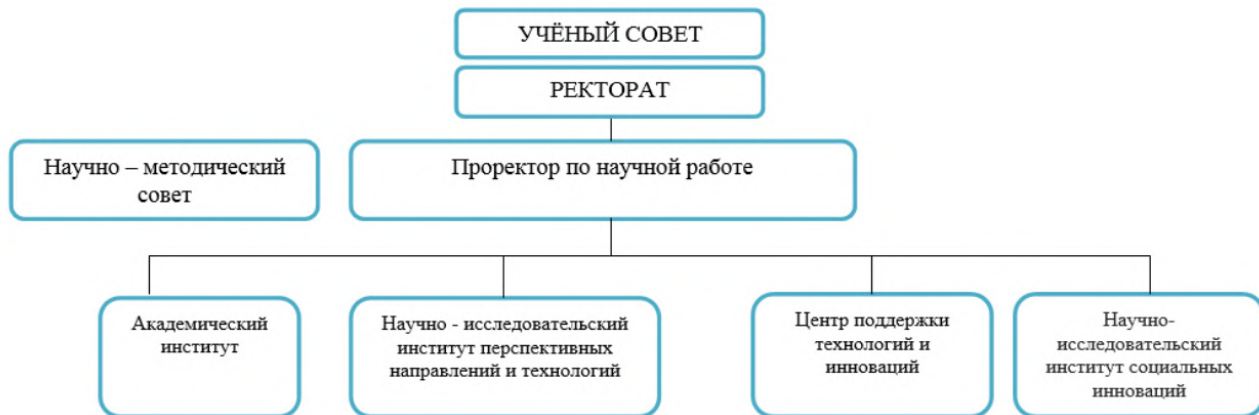 УЧЁНЫЙ СОВЕТ
РЕКТОРАТ
Научно – методический
совет
Проректор по научной работе
Академический
институт
Научно - исследовательский
институт перспективных
направлений и технологий
Центр поддержки
технологий и
инноваций
Научно-
исследовательский
институт социальных
инноваций